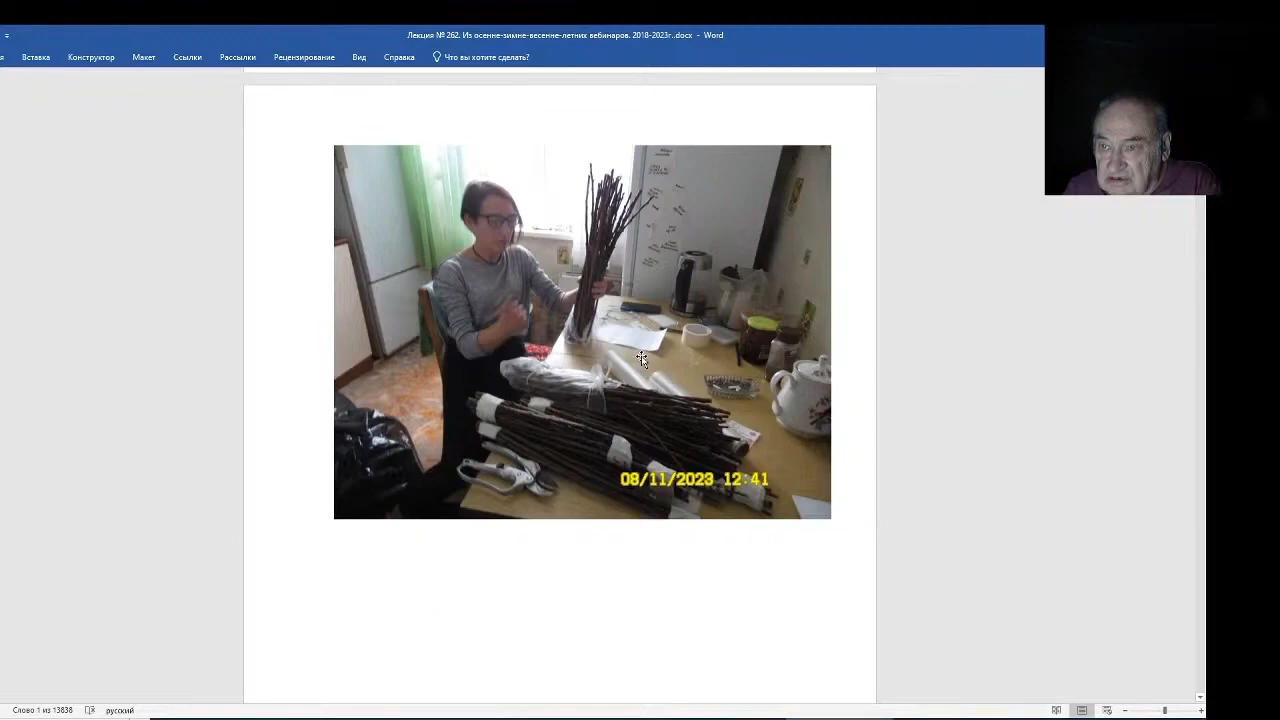 Лекция № 262. Из осенне-зимне-весенне-летних вебинаров. 2018-2023г..docx - Word
я Вставка Конструктор Макет Ссылки Рассылки Рецензирование Вид Справка Что вы хотите сделать?
08/11/2023 12:41
Слово 1 из 13838 русский